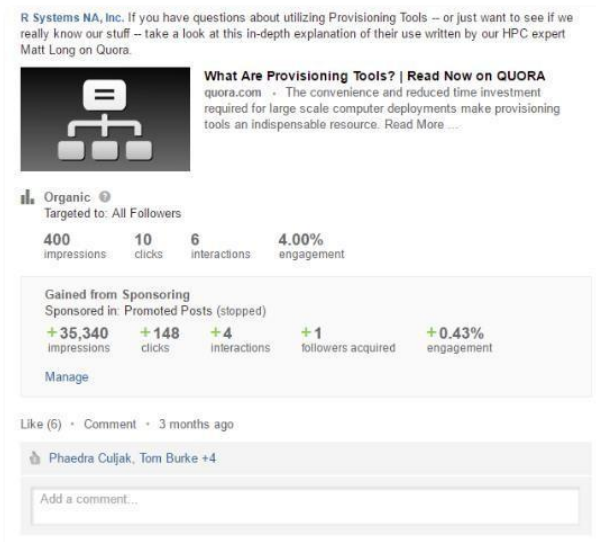 R Systems NA, Inc. If you have questions about utilizing Provisioning Tools -- or just want to see if we
really know our stuff -- take a look at this in-depth explanation of their use written by our HPC expert
Matt Long on Quora.
What Are Provisioning Tools? | Read Now on QUORA
quora.com · The convenience and reduced time investment
required for large scale computer deployments make provisioning
tools an indispensable resource. Read More ...
Organic ?
Targeted to: All Followers
400 10 6 4.00%
impressions clicks interactions engagement
Gained from Sponsoring
Sponsored in: Promoted Posts (stopped)
+35,340 +148 +4 +1 +0.43%
impressions clicks interactions followers acquired engagement
Manage
Like (6) · Comment · 3 months ago
Phaedra Culjak, Tom Burke +4
Add a comment...